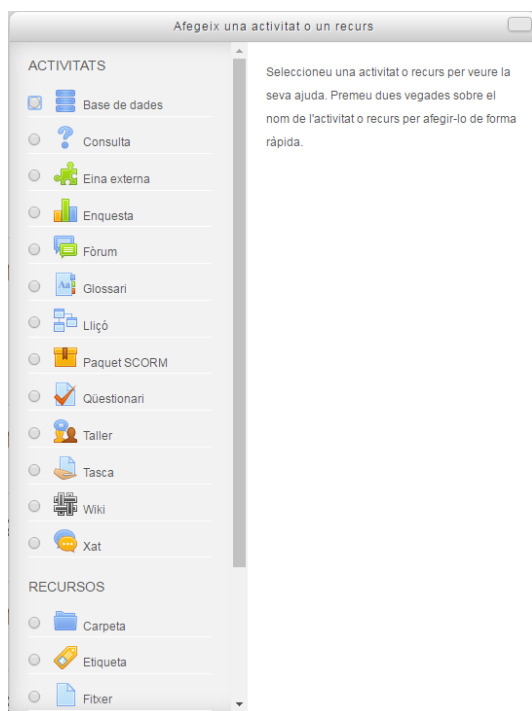 Afegeix una activitat o un recurs
ACTIVITATS
Base de dades
Consulta
Eina externa
Enquesta
Fòrum
Glossari
Lliçó
Paquet SCORM
Qüestionari
Taller
Tasca
Wiki
Xat
RECURSOS
Carpeta
Etiqueta
Fitxer
Seleccioneu una activitat o recurs per veure la
seva ajuda. Premeu dues vegades sobre el
nom de l'activitat o recurs per afegir-lo de forma
ràpida.